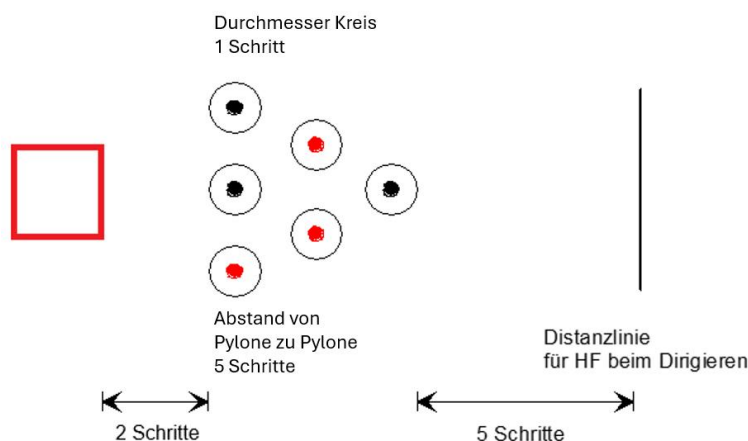 Durchmesser Kreis
1 Schritt
Abstand von
Pylone zu Pylone
5 Schritte
Distanzlinie
für HF beim Dirigieren
2 Schritte
5 Schritte